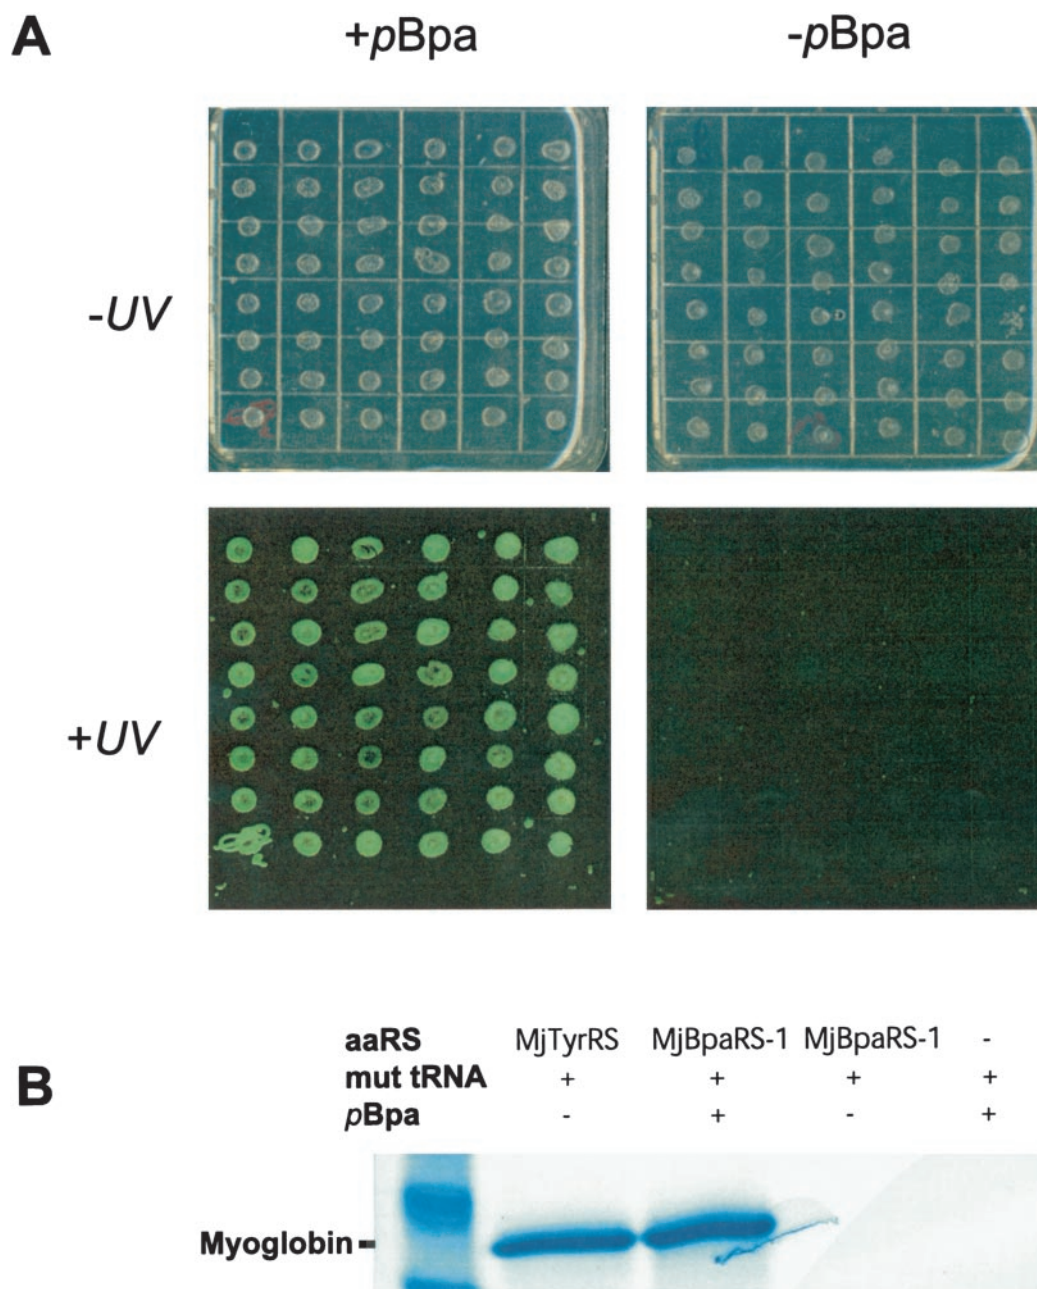 A
+pBpa -pBpa
-UV
+UV
B
aaRS MjTyrRS MjBpaRS-1 MjBpaRS-1 -
mut tRNA + + + +
pBpa - + - +
Myoglobin